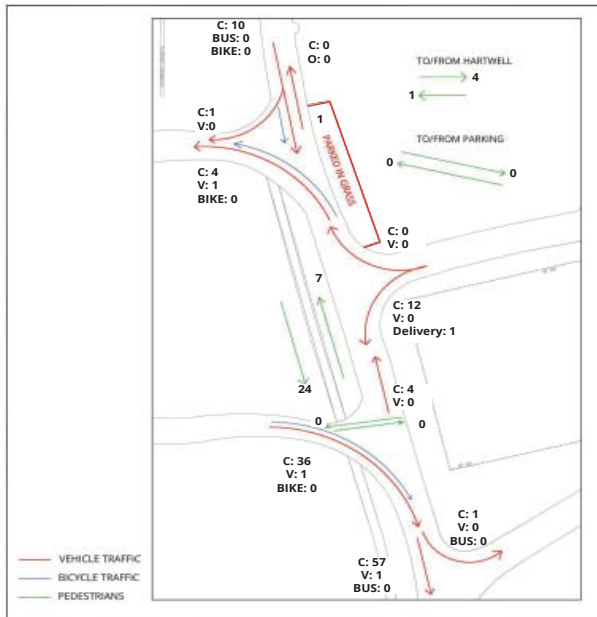 C: 10
BUS: 0
BIKE: 0
C: 0
O: 0
TO/FROM HARTWELL
4
1
C:1
V:0
1
PARKED IN GRASS
TO/FROM PARKING
0
0
C: 4
V: 1
BIKE: 0
C: 0
V: 0
7
C: 12
V: 0
Delivery: 1
24
C: 4
V: 0
0
0
C: 36
V: 1
BIKE: 0
C: 1
V: 0
BUS: 0
C: 57
V: 1
BUS: 0
VEHICLE TRAFFIC
BICYCLE TRAFFIC
PEDESTRIANS